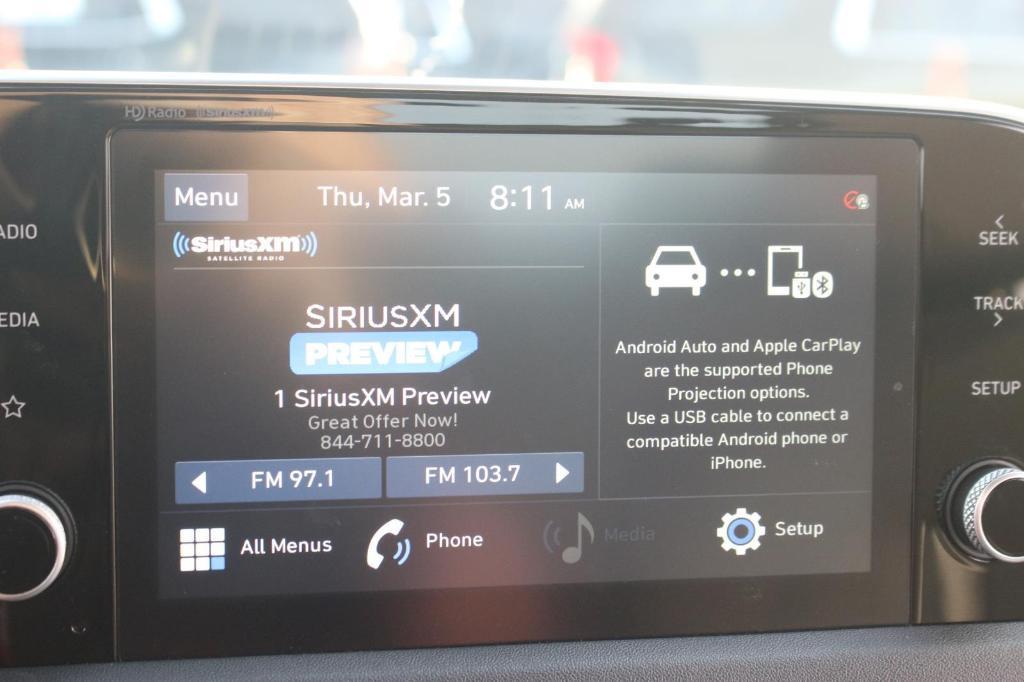 HD Radio ((SiriusXM))
Menu
Thu, Mar. 5
8:11 AM
((SiriusXM))
SATELLITE RADIO
SIRIUSXM
PREVIEW
1 SiriusXM Preview
Great Offer Now!
844-711-8800
FM 97.1
FM 103.7
Android Auto and Apple CarPlay
are the supported Phone
Projection options.
Use a USB cable to connect a
compatible Android phone or
iPhone.
All Menus
Phone
Media
Setup
ADIO
EDIA
SEEK
TRACK
SETUP